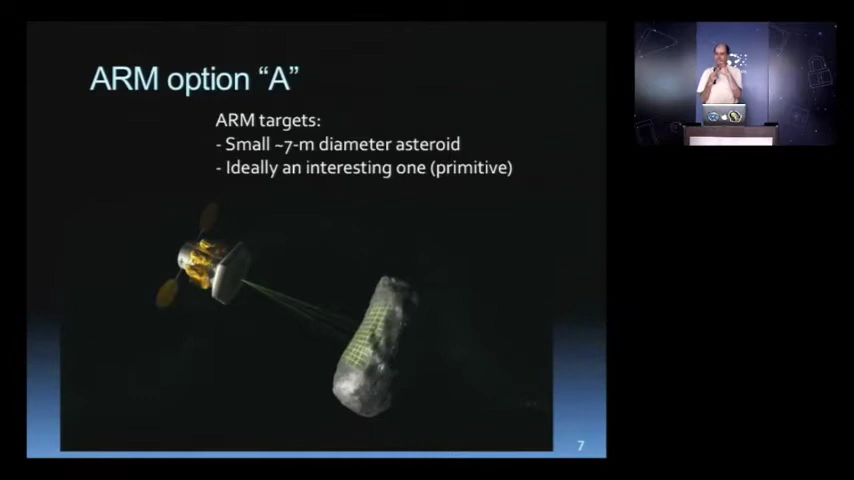 ARM option “A”
ARM targets:
- Small ~7-m diameter asteroid
- Ideally an interesting one (primitive)
7